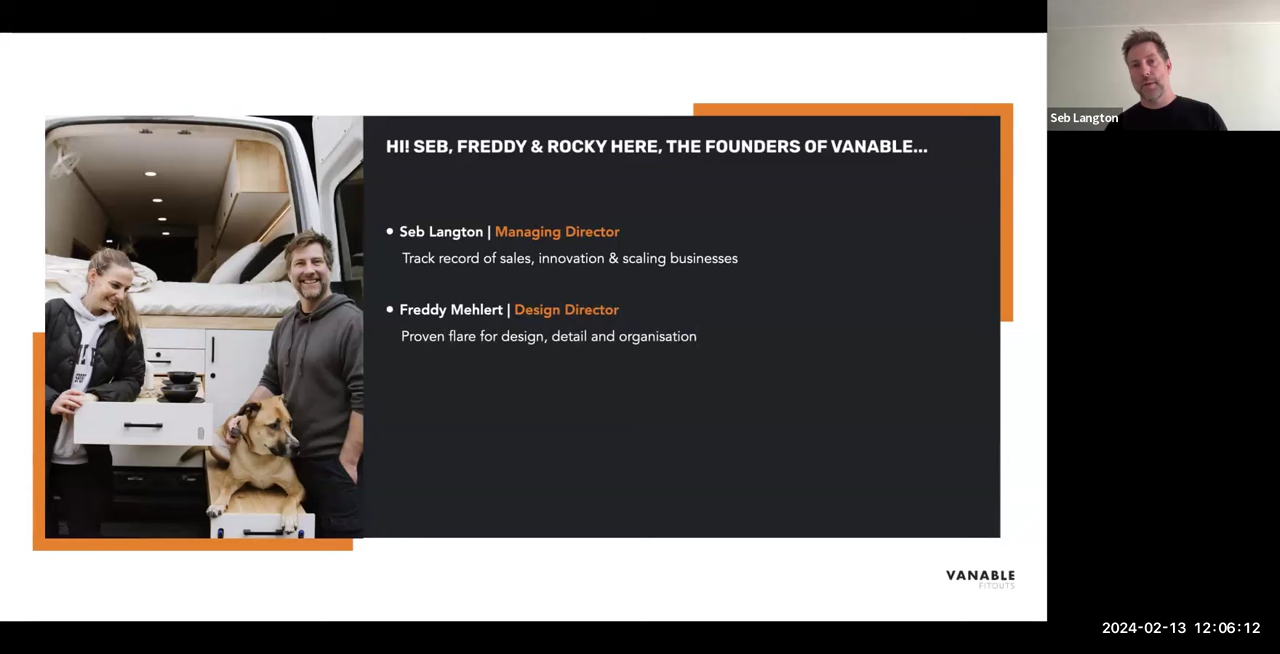 HI! SEB, FREDDY & ROCKY HERE, THE FOUNDERS OF VANABLE...
• Seb Langton | Managing Director
Track record of sales, innovation & scaling businesses
• Freddy Mehlert | Design Director
Proven flare for design, detail and organisation
VANABLE
FITOUTS
Seb Langton
2024-02-13 12:06:12